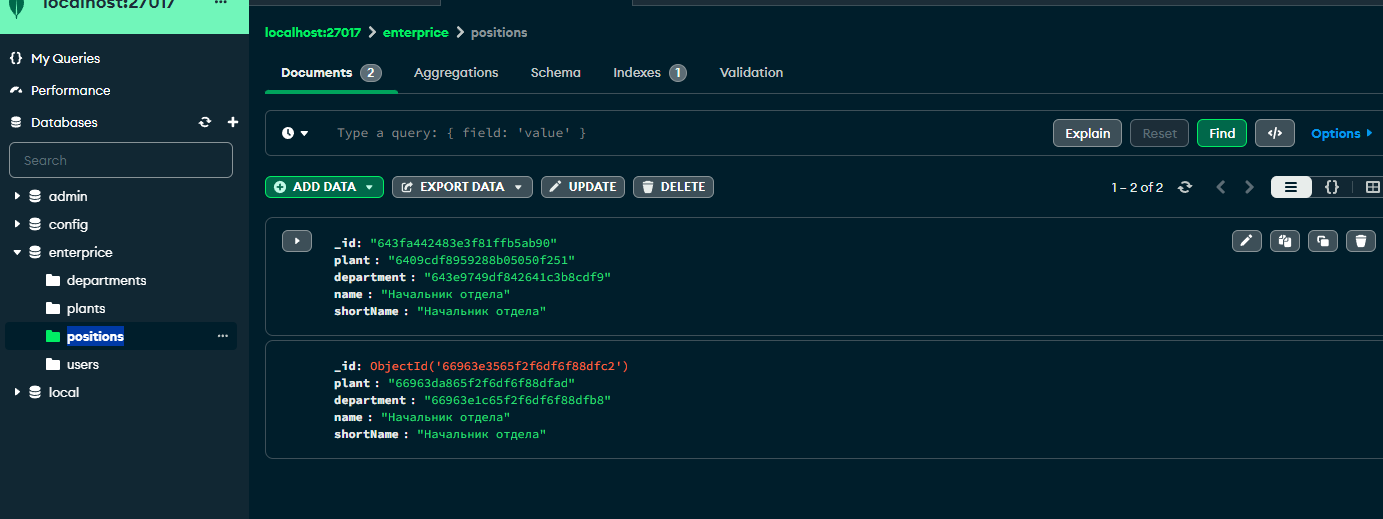 localhost:27017 ...
My Queries
Performance
Databases
Search
admin
config
enterprice
departments
plants
positions ...
users
local
localhost:27017 > enterprice > positions
Documents 2 Aggregations Schema Indexes 1 Validation
Type a query: { field: 'value' } Explain Reset Find </> Options
ADD DATA EXPORT DATA UPDATE DELETE 1 – 2 of 2 {}
_id: "643fa442483e3f81ffb5ab90"
plant : "6409cdf8959288b05050f251"
department : "643e9749df842641c3b8cdf9"
name : "Начальник отдела"
shortName : "Начальник отдела"
_id: ObjectId('66963e3565f2f6df6f88dfc2')
plant : "66963da865f2f6df6f88dfad"
department : "66963e1c65f2f6df6f88dfb8"
name : "Начальник отдела"
shortName : "Начальник отдела"